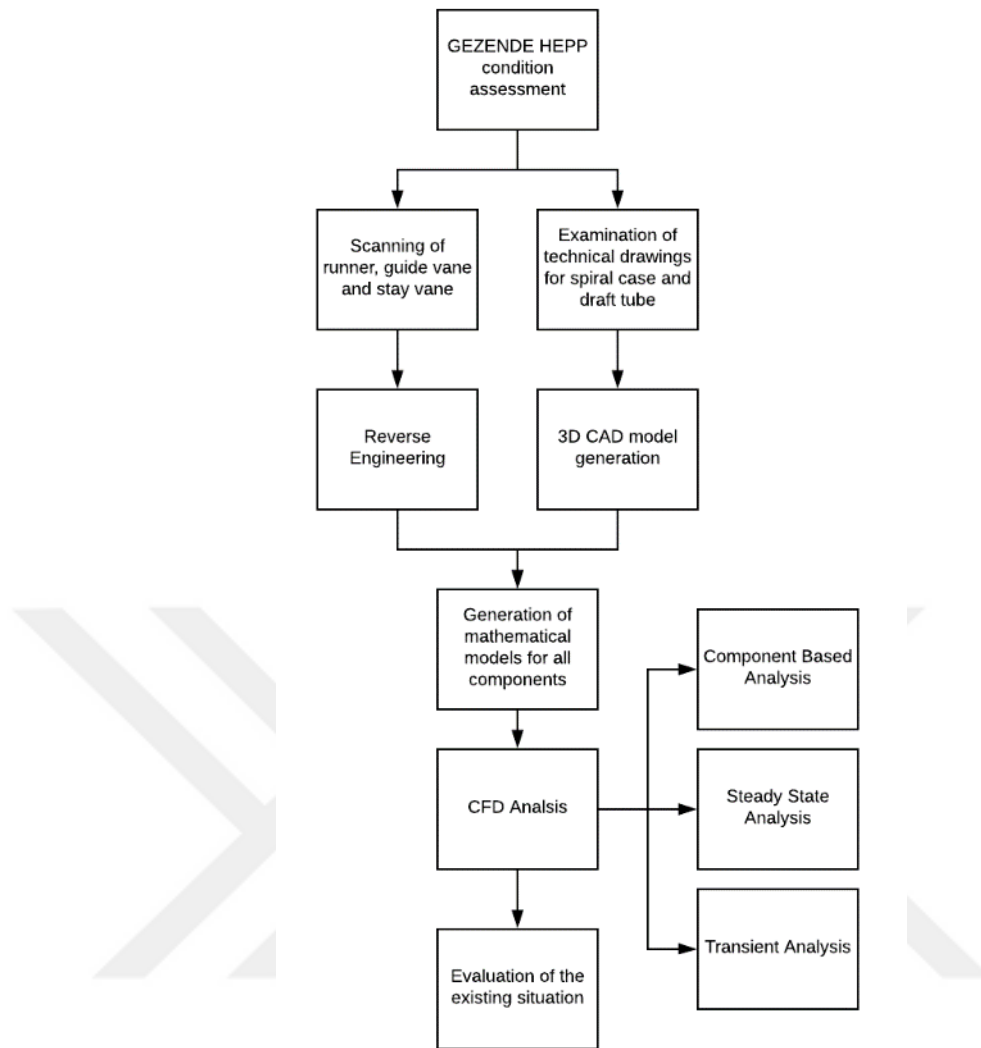 GEZENDE HEPP
condition
assessment
Scanning of
runner, guide vane
and stay vane
Examination of
technical drawings
for spiral case and
draft tube
Reverse
Engineering
3D CAD model
generation
Generation of
mathematical
models for all
components
Component Based
Analysis
CFD Analsis
Steady State
Analysis
Transient Analysis
Evaluation of the
existing situation